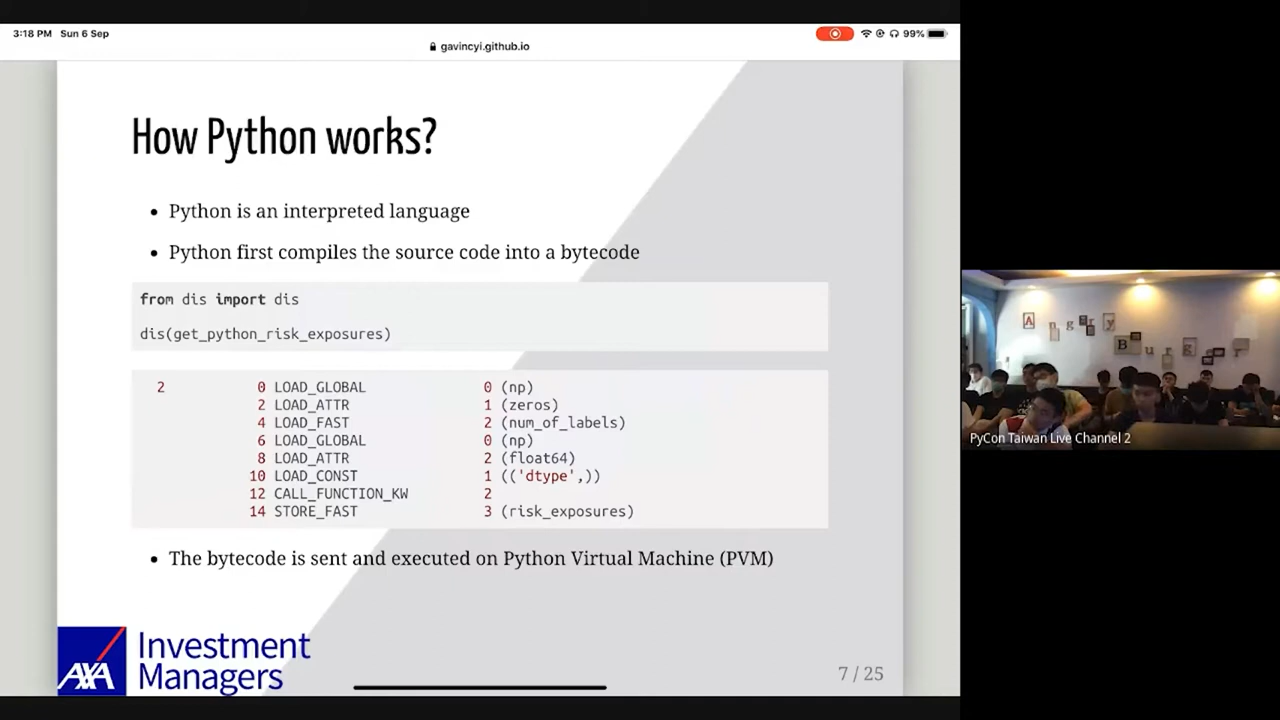 3:18 PM Sun 6 Sep
gavincyi.github.io
99%
How Python works?
• Python is an interpreted language
• Python first compiles the source code into a bytecode
from dis import dis
dis(get_python_risk_exposures)
2 0 LOAD_GLOBAL 0 (np)
2 LOAD_ATTR 1 (zeros)
4 LOAD_FAST 2 (num_of_labels)
6 LOAD_GLOBAL 0 (np)
8 LOAD_ATTR 2 (float64)
10 LOAD_CONST 1 (('dtype',))
12 CALL_FUNCTION_KW 2
14 STORE_FAST 3 (risk_exposures)
• The bytecode is sent and executed on Python Virtual Machine (PVM)
AXA
Investment
Managers
7 / 25
Angry
Burg
PyCon Taiwan Live Channel 2